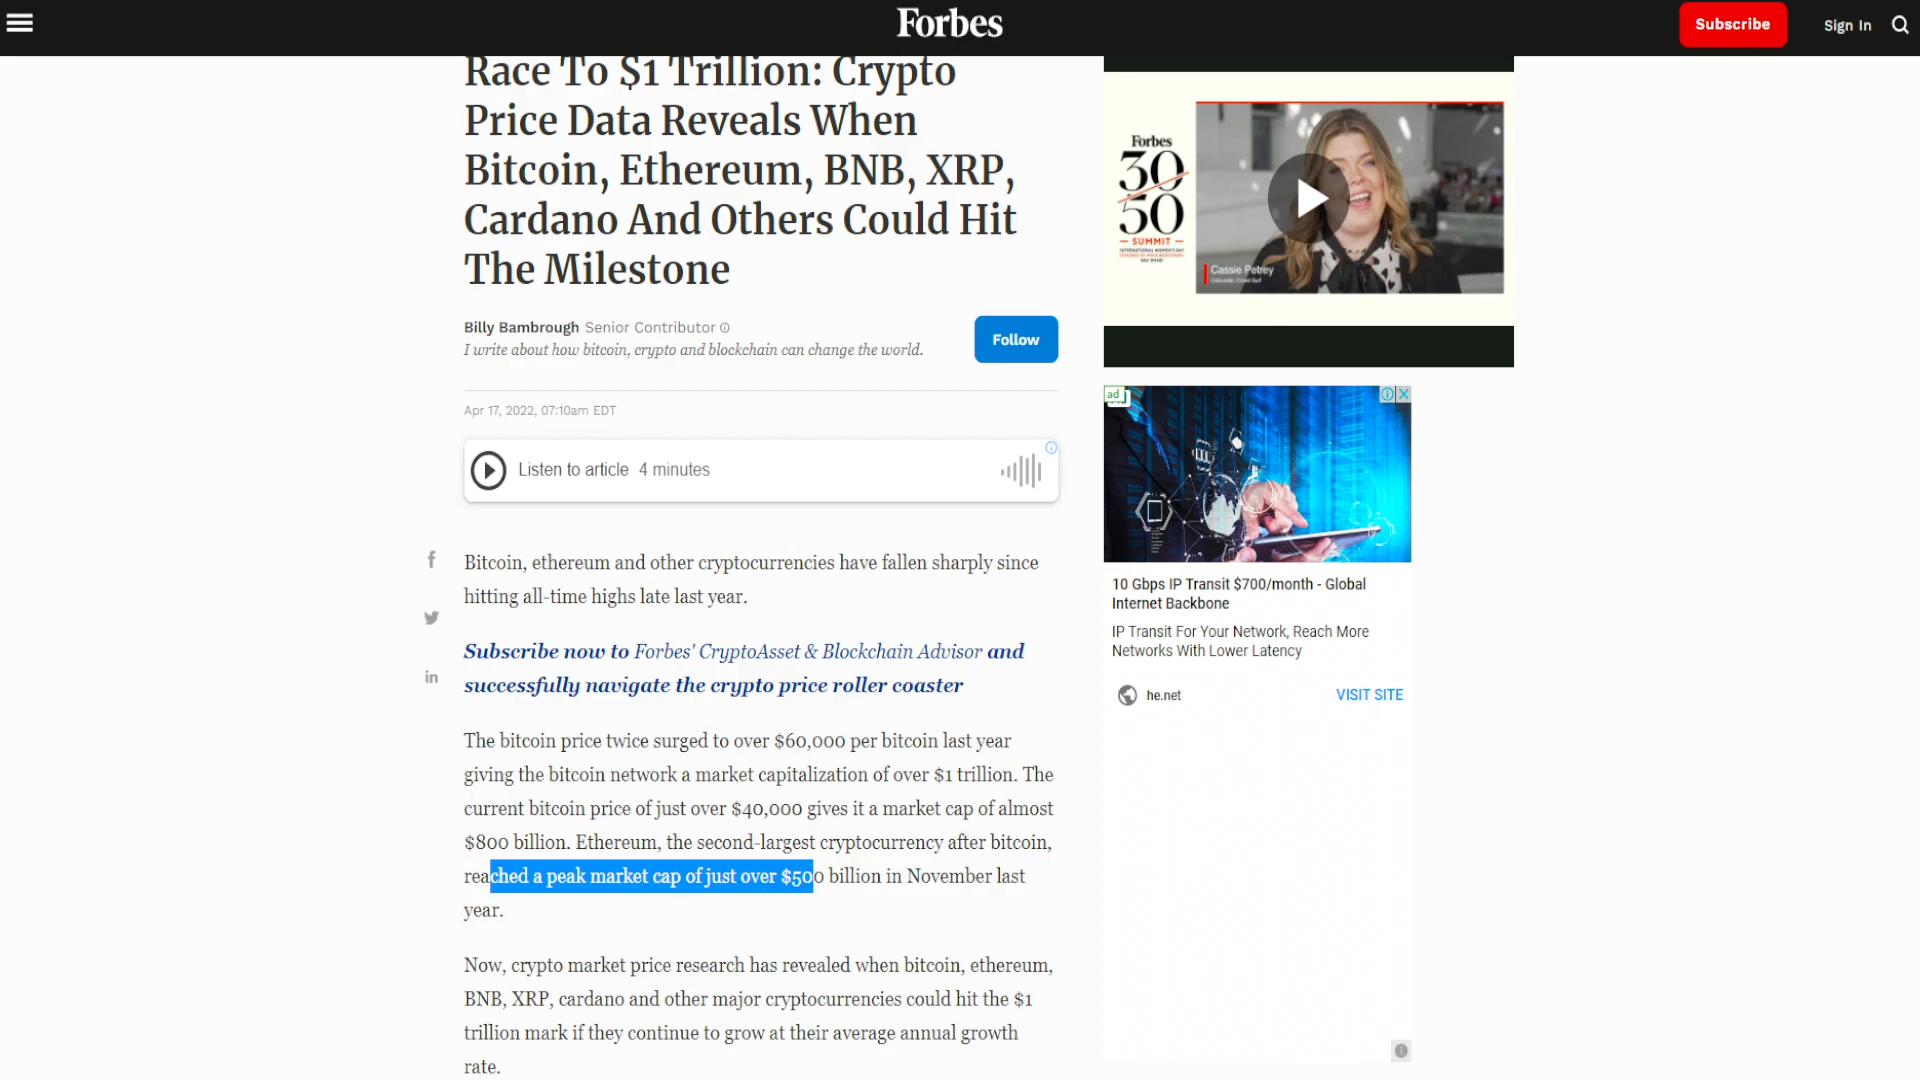 Forbes
Subscribe
Sign In
Race To $1 Trillion: Crypto
Price Data Reveals When
Bitcoin, Ethereum, BNB, XRP,
Cardano And Others Could Hit
The Milestone
Billy Bambrough Senior Contributor
I write about how bitcoin, crypto and blockchain can change the world.
Follow
Apr 17, 2022, 07:10am EDT
Listen to article 4 minutes
Bitcoin, ethereum and other cryptocurrencies have fallen sharply since
hitting all-time highs late last year.
Subscribe now to Forbes' CryptoAsset & Blockchain Advisor and
successfully navigate the crypto price roller coaster
The bitcoin price twice surged to over $60,000 per bitcoin last year
giving the bitcoin network a market capitalization of over $1 trillion. The
current bitcoin price of just over $40,000 gives it a market cap of almost
$800 billion. Ethereum, the second-largest cryptocurrency after bitcoin,
reached a peak market cap of just over $500 billion in November last
year.
Now, crypto market price research has revealed when bitcoin, ethereum,
BNB, XRP, cardano and other major cryptocurrencies could hit the $1
trillion mark if they continue to grow at their average annual growth
rate.
Forbes
30
50
SUMMIT
Cassie Petrey
ad
10 Gbps IP Transit $700/month - Global
Internet Backbone
IP Transit For Your Network, Reach More
Networks With Lower Latency
he.net
VISIT SITE